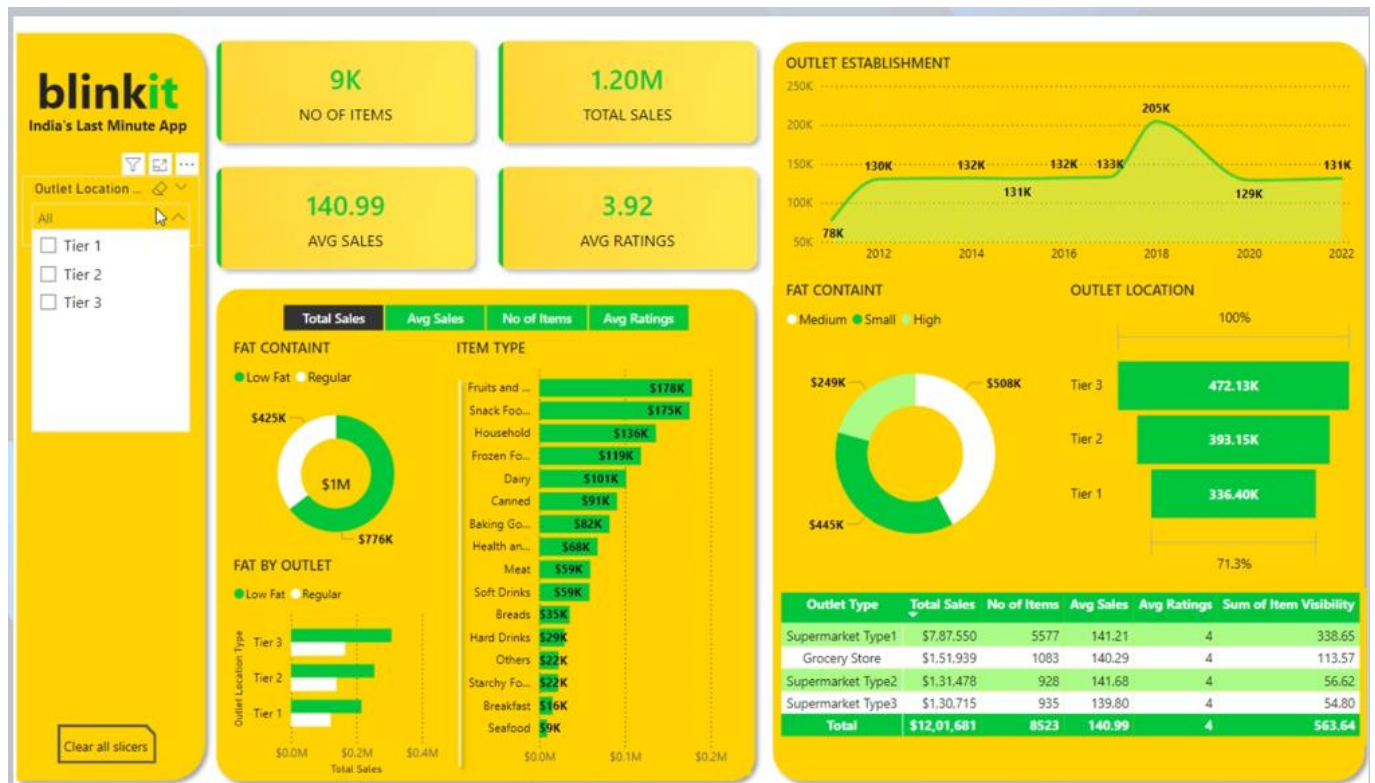 blinkit
India's Last Minute App
Outlet Location ...
All
Tier 1
Tier 2
Tier 3
Clear all slicers
9K
NO OF ITEMS
1.20M
TOTAL SALES
140.99
AVG SALES
3.92
AVG RATINGS
Total Sales Avg Sales No of Items Avg Ratings
FAT CONTAINT
Low Fat Regular
$425K
$1M
$776K
FAT BY OUTLET
Low Fat Regular
Outlet Location Type
Tier 3
Tier 2
Tier 1
$0.0M $0.2M $0.4M
Total Sales
ITEM TYPE
Fruits and ... $178K
Snack Foo... $175K
Household $136K
Frozen Fo... $119K
Dairy $101K
Canned $91K
Baking Go... $82K
Health an... $68K
Meat $59K
Soft Drinks $59K
Breads $35K
Hard Drinks $29K
Others $22K
Starchy Fo... $22K
Breakfast $16K
Seafood $9K
$0.0M $0.1M $0.2M
OUTLET ESTABLISHMENT
250K
200K
150K
100K
50K
78K 130K 132K 131K 132K 133K 205K 129K 131K
2012 2014 2016 2018 2020 2022
FAT CONTAINT
Medium Small High
$249K
$508K
$445K
OUTLET LOCATION
100%
Tier 3 472.13K
Tier 2 393.15K
Tier 1 336.40K
71.3%
Outlet Type Total Sales No of Items Avg Sales Avg Ratings Sum of Item Visibility
Supermarket Type1 $7,87,550 5577 141.21 4 338.65
Grocery Store $1,51,939 1083 140.29 4 113.57
Supermarket Type2 $1,31,478 928 141.68 4 56.62
Supermarket Type3 $1,30,715 935 139.80 4 54.80
Total $12,01,681 8523 140.99 4 563.64